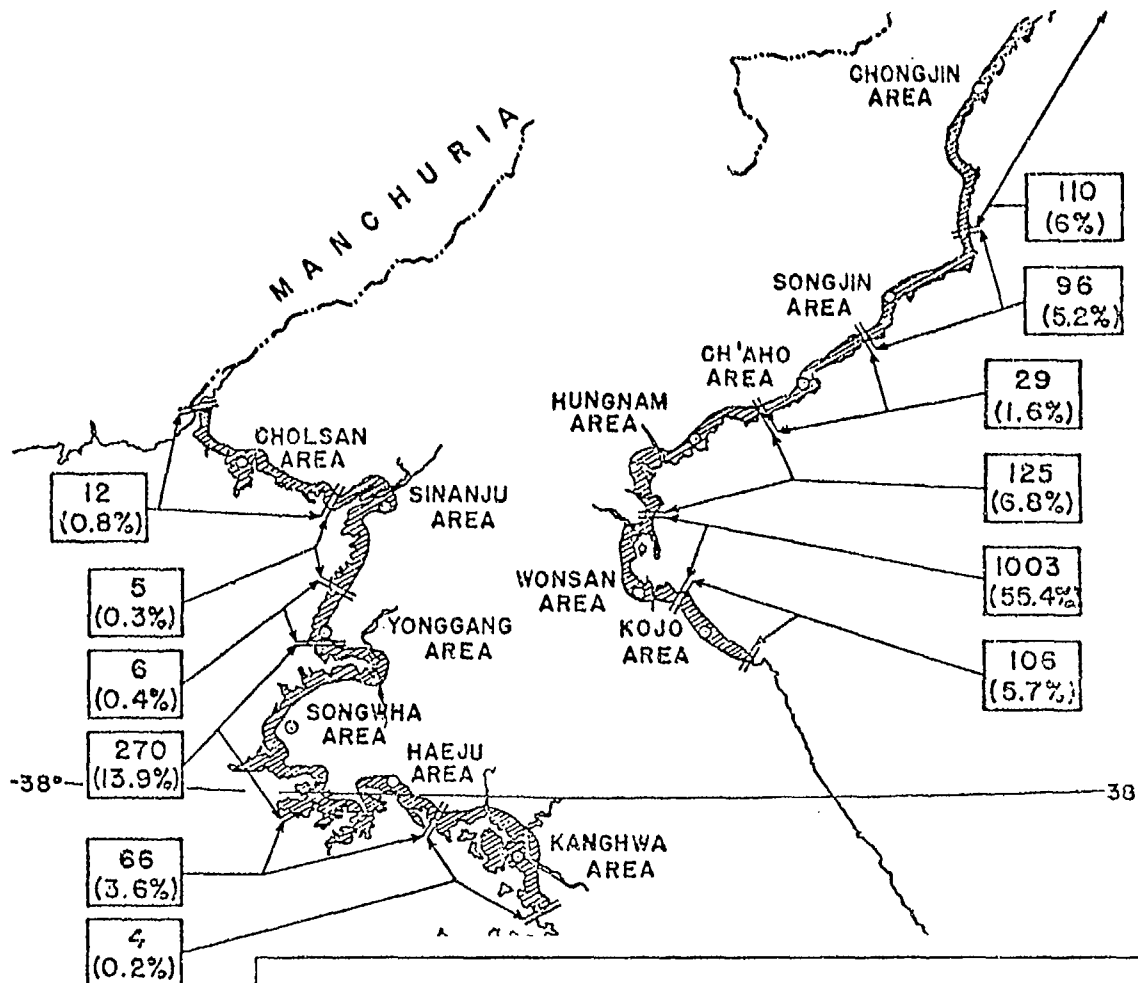 MANCHURIA
CHONGJIN
AREA
110
(6%)
SONGJIN
AREA
96
(5.2%)
CH'AHO
AREA
29
(1.6%)
HUNGNAM
AREA
125
(6.8%)
WONSAN
AREA
1003
(55.4%)
KOJO
AREA
106
(5.7%)
CHOLSAN
AREA
12
(0.8%)
SINANJU
AREA
5
(0.3%)
YONGGANG
AREA
6
(0.4%)
SONGWHA
AREA
270
(13.9%)
HAEJU
AREA
-38°
38
66
(3.6%)
KANGHWA
AREA
4
(0.2%)